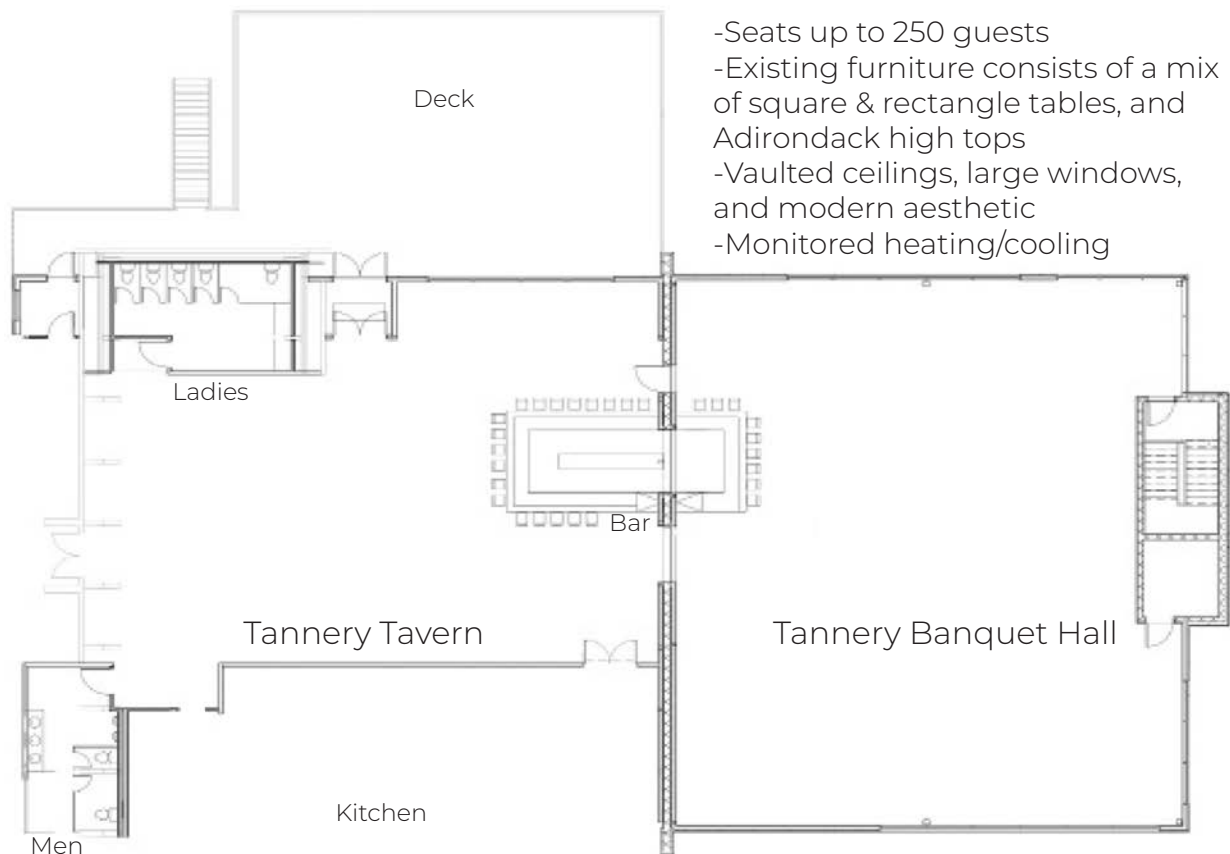 -Seats up to 250 guests
-Existing furniture consists of a mix
of square & rectangle tables, and
Adirondack high tops
-Vaulted ceilings, large windows,
and modern aesthetic
-Monitored heating/cooling
Deck
Ladies
Bar
Tannery Tavern
Tannery Banquet Hall
Kitchen
Men